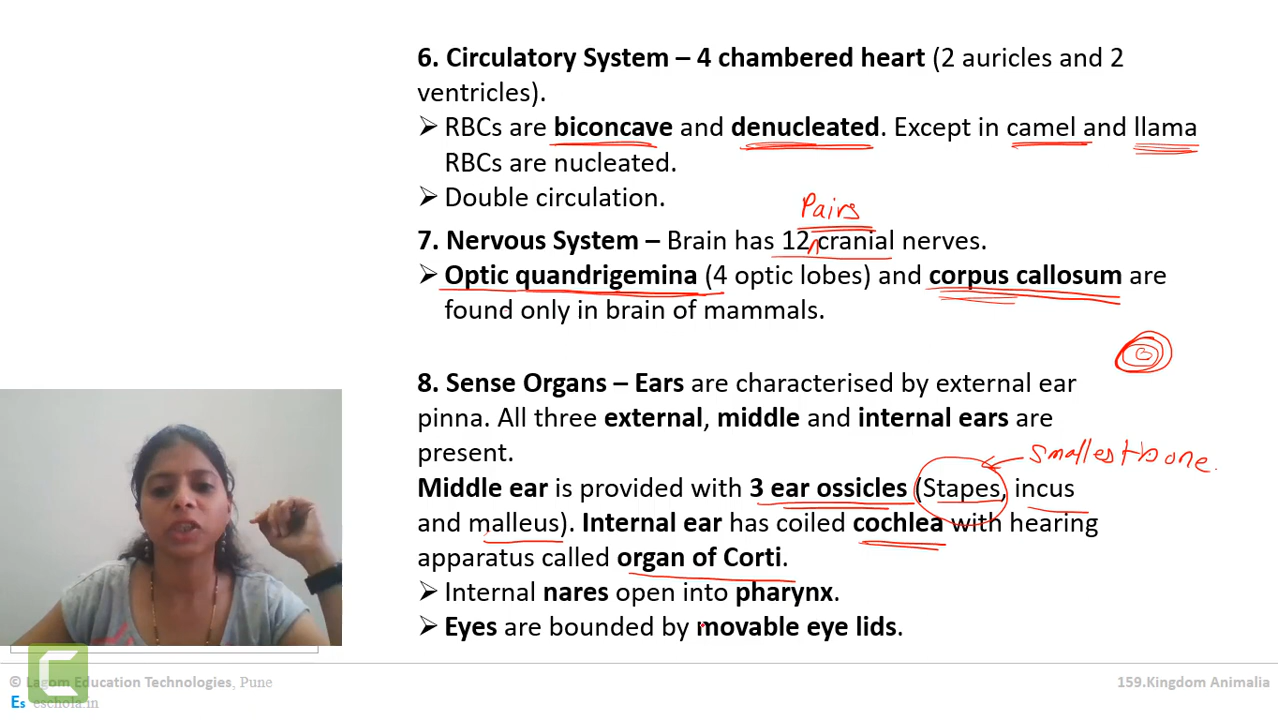 6. Circulatory System – 4 chambered heart (2 auricles and 2
ventricles).
➢ RBCs are biconcave and denucleated. Except in camel and llama
RBCs are nucleated.
➢ Double circulation.
Pairs
7. Nervous System – Brain has 12 cranial nerves.
➢ Optic quandrigemina (4 optic lobes) and corpus callosum are
found only in brain of mammals.
8. Sense Organs – Ears are characterised by external ear
pinna. All three external, middle and internal ears are
present.
smallest bone.
Middle ear is provided with 3 ear ossicles (Stapes, incus
and malleus). Internal ear has coiled cochlea with hearing
apparatus called organ of Corti.
➢ Internal nares open into pharynx.
➢ Eyes are bounded by movable eye lids.
© Lagom Education Technologies, Pune
159.Kingdom Animalia
Es eschola.in